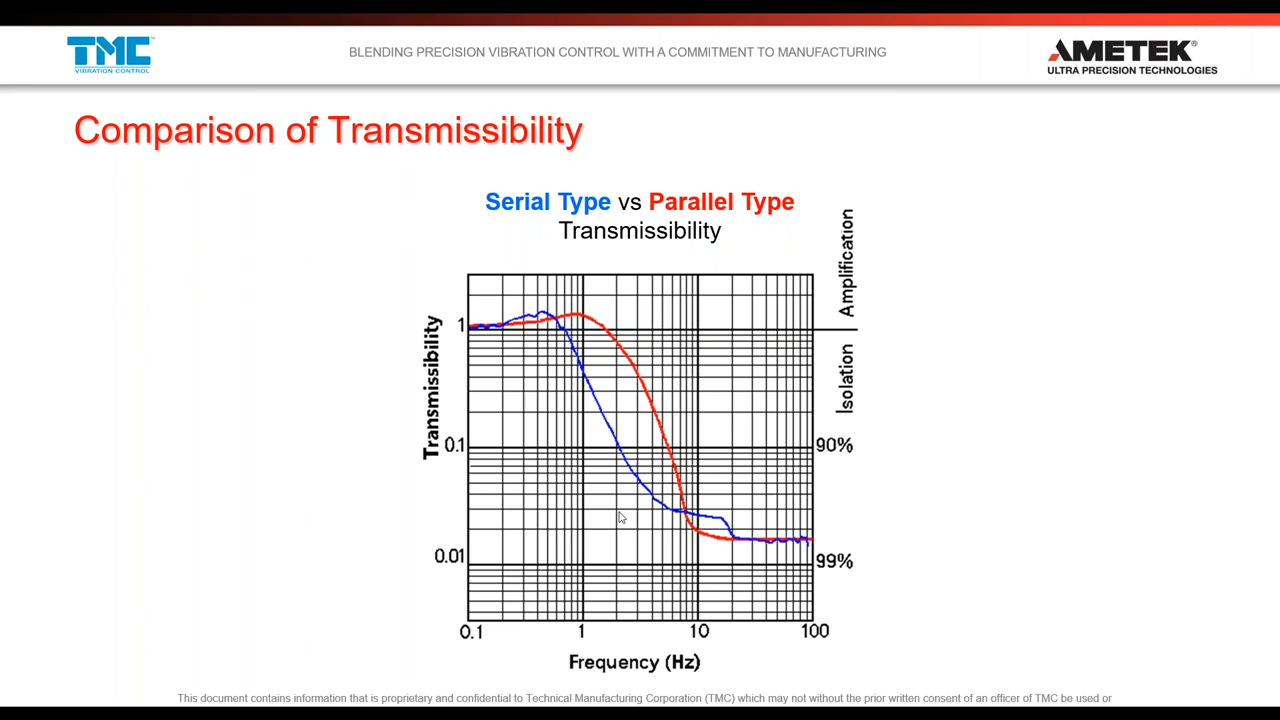 TMC
VIBRATION CONTROL
BLENDING PRECISION VIBRATION CONTROL WITH A COMMITMENT TO MANUFACTURING
AMETEK®
ULTRA PRECISION TECHNOLOGIES
Comparison of Transmissibility
Serial Type vs Parallel Type
Transmissibility
Amplification
Isolation
Transmissibility
1
0.1
0.01
90%
99%
0.1 1 10 100
Frequency (Hz)
This document contains information that is proprietary and confidential to Technical Manufacturing Corporation (TMC) which may not without the prior written consent of an officer of TMC be used or